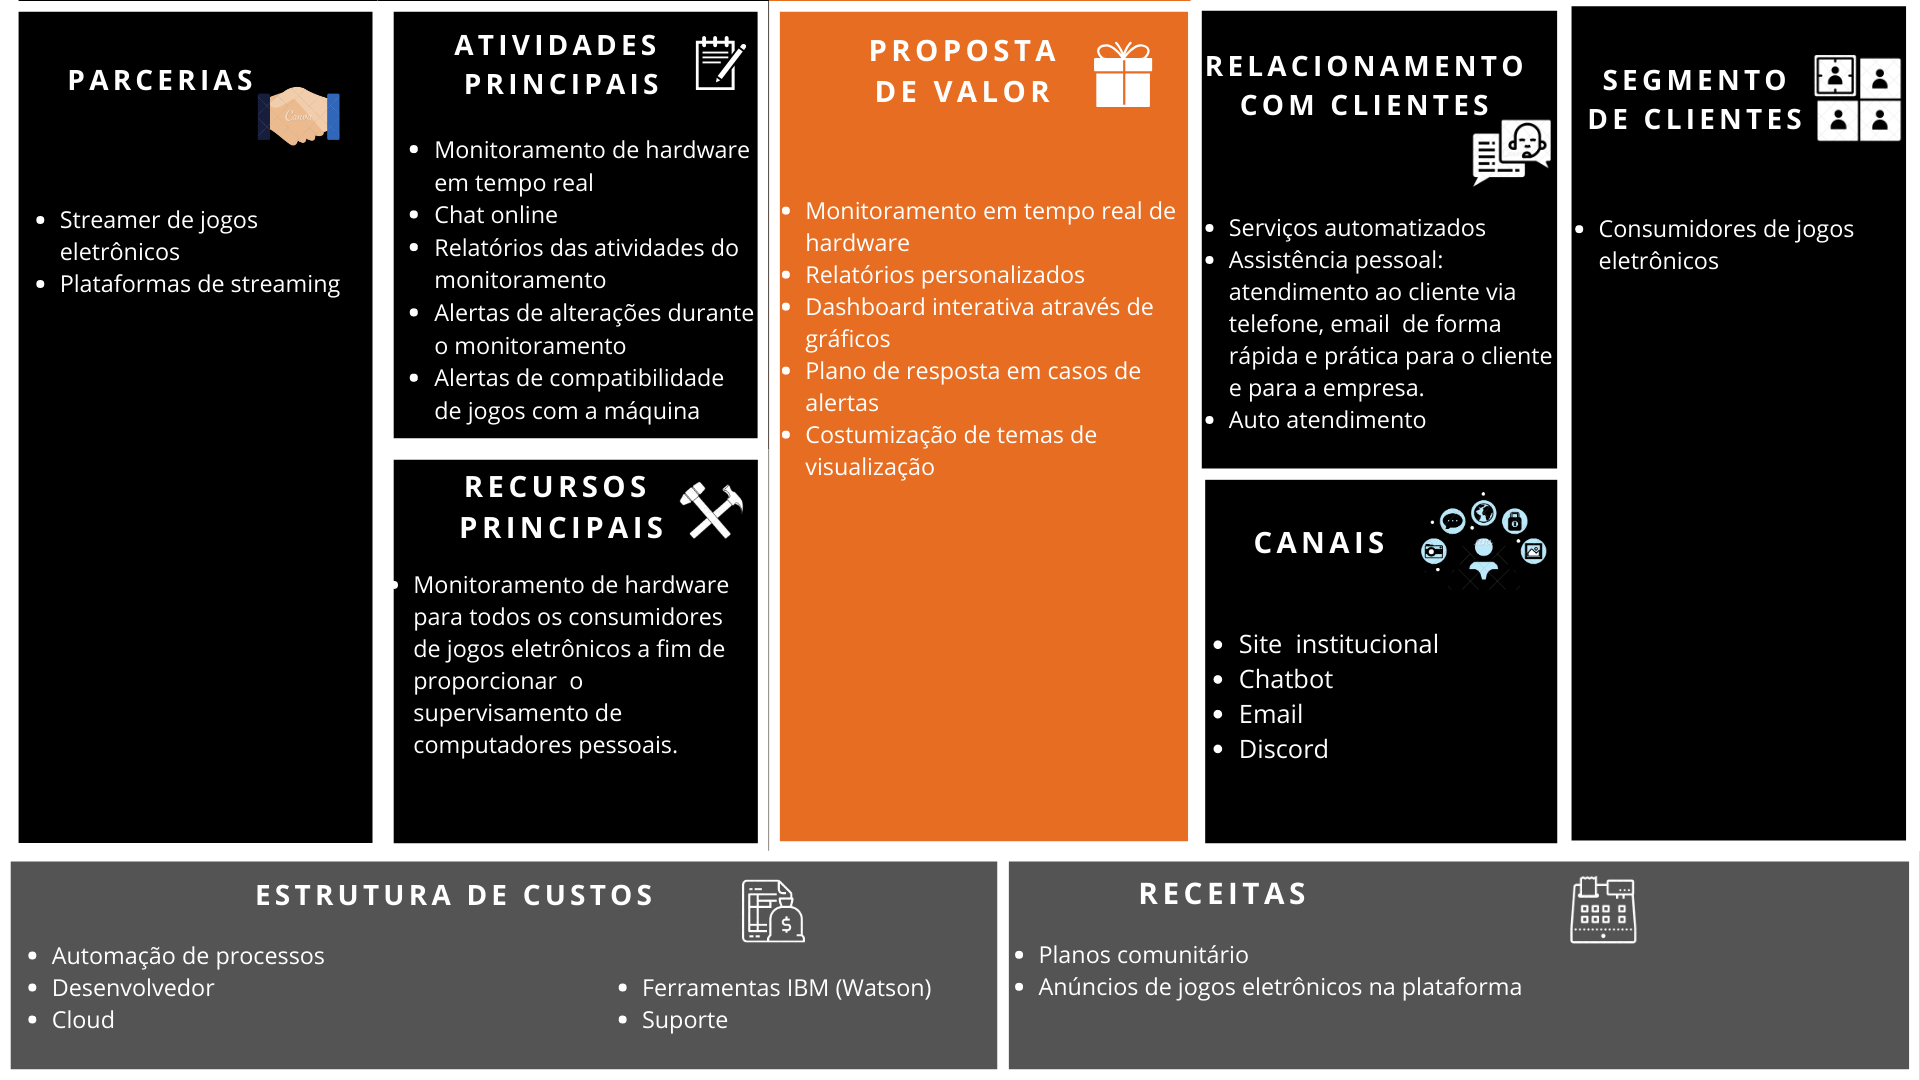 PARCERIAS
Canon
Streamer de jogos
eletrônicos
Plataformas de streaming
ATIVIDADES
PRINCIPAIS
Monitoramento de hardware
em tempo real
Chat online
Relatórios das atividades do
monitoramento
Alertas de alterações durante
o monitoramento
Alertas de compatibilidade
de jogos com a máquina
RECURSOS
PRINCIPAIS
Monitoramento de hardware
para todos os consumidores
de jogos eletrônicos a fim de
proporcionar  o
supervisamento de
computadores pessoais.
PROPOSTA
DE VALOR
Monitoramento em tempo real de
hardware
Relatórios personalizados
Dashboard interativa através de
gráficos
Plano de resposta em casos de
alertas
Costumização de temas de
visualização
RELACIONAMENTO
COM CLIENTES
Serviços automatizados
Assistência pessoal:
atendimento ao cliente via
telefone, email  de forma
rápida e prática para o cliente
e para a empresa.
Auto atendimento
CANAIS
Site  institucional
Chatbot
Email
Discord
SEGMENTO
DE CLIENTES
Consumidores de jogos
eletrônicos
ESTRUTURA DE CUSTOS
$
Automação de processos
Desenvolvedor
Cloud
Ferramentas IBM (Watson)
Suporte
RECEITAS
Planos comunitário
Anúncios de jogos eletrônicos na plataforma